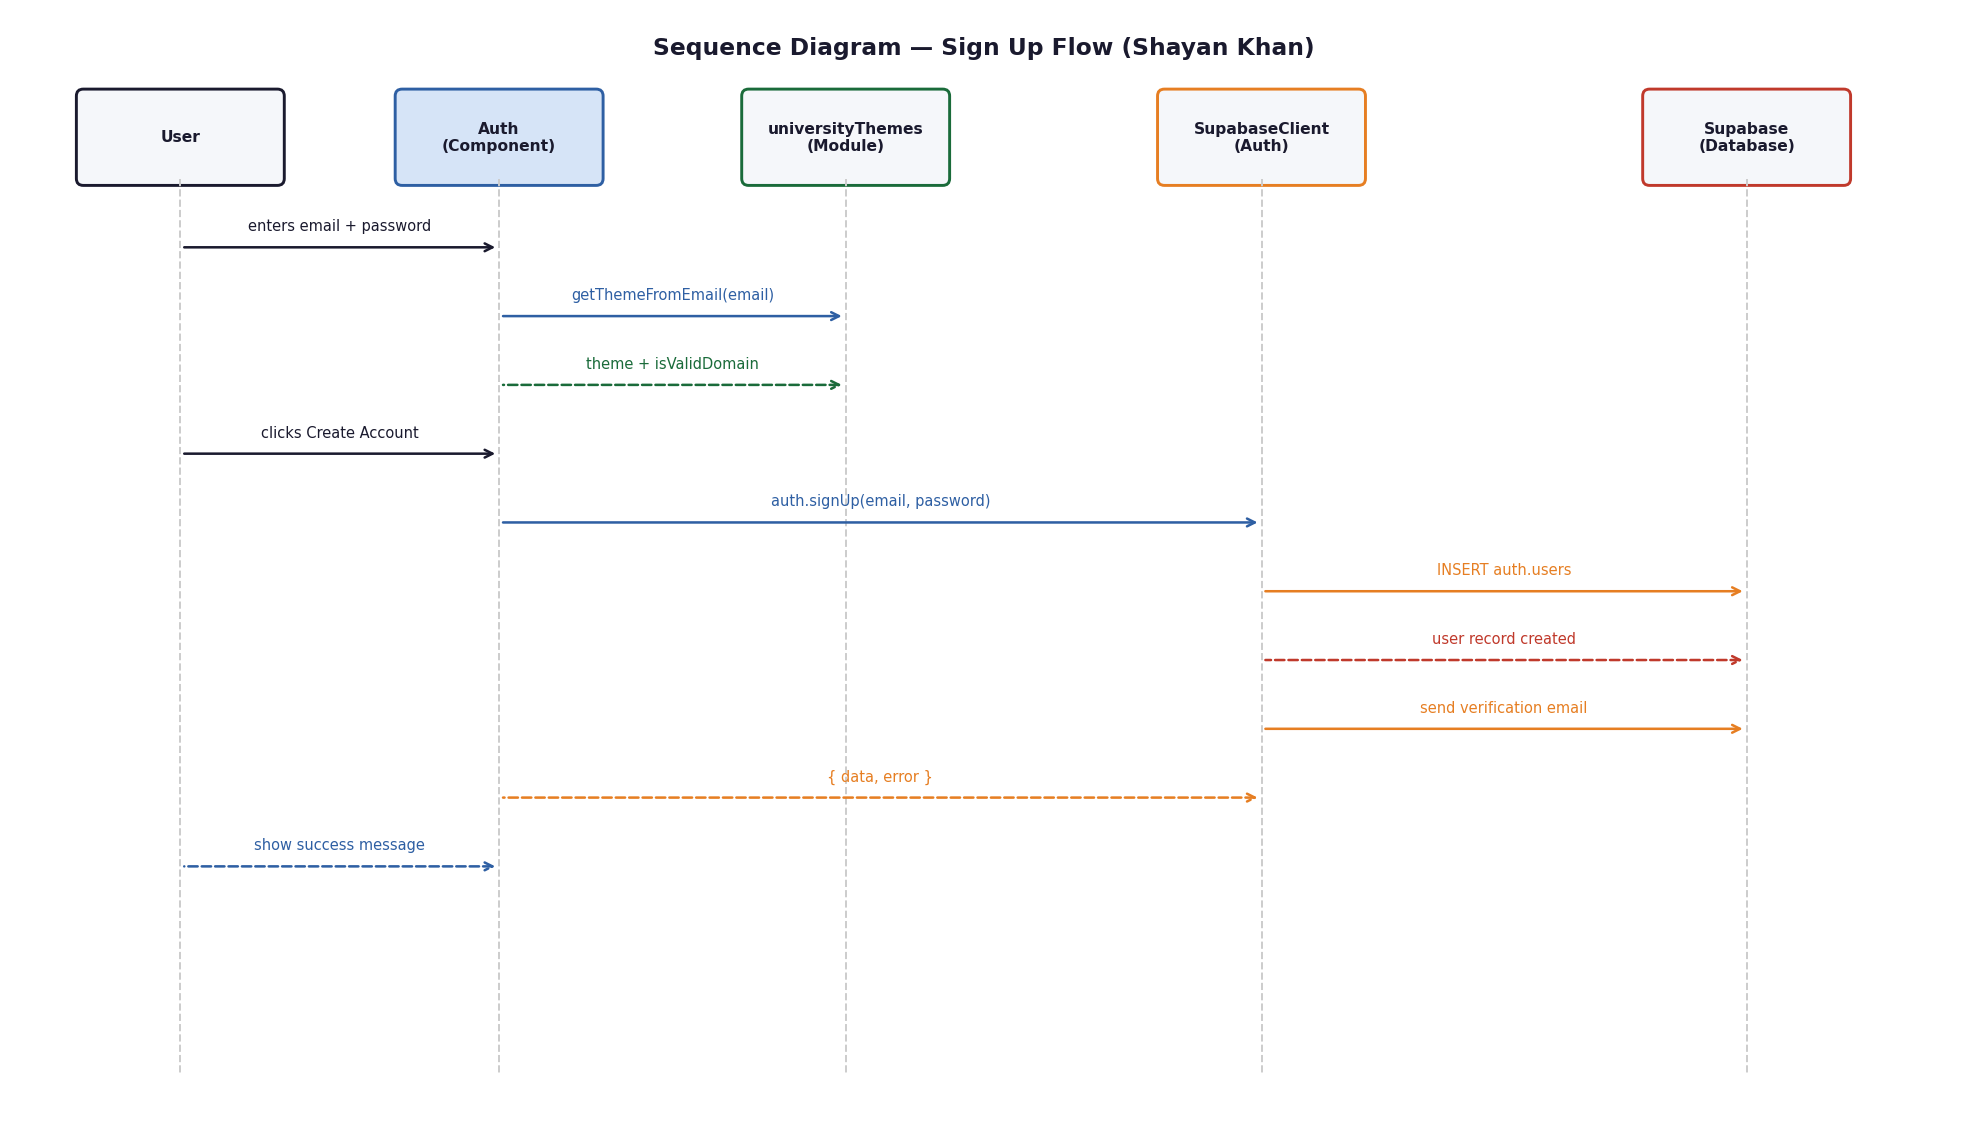 Sequence Diagram — Sign Up Flow (Shayan Khan)
User
Auth
(Component)
universityThemes
(Module)
SupabaseClient
(Auth)
Supabase
(Database)
enters email + password
getThemeFromEmail(email)
theme + isValidDomain
clicks Create Account
auth.signUp(email, password)
INSERT auth.users
user record created
send verification email
{ data, error }
show success message